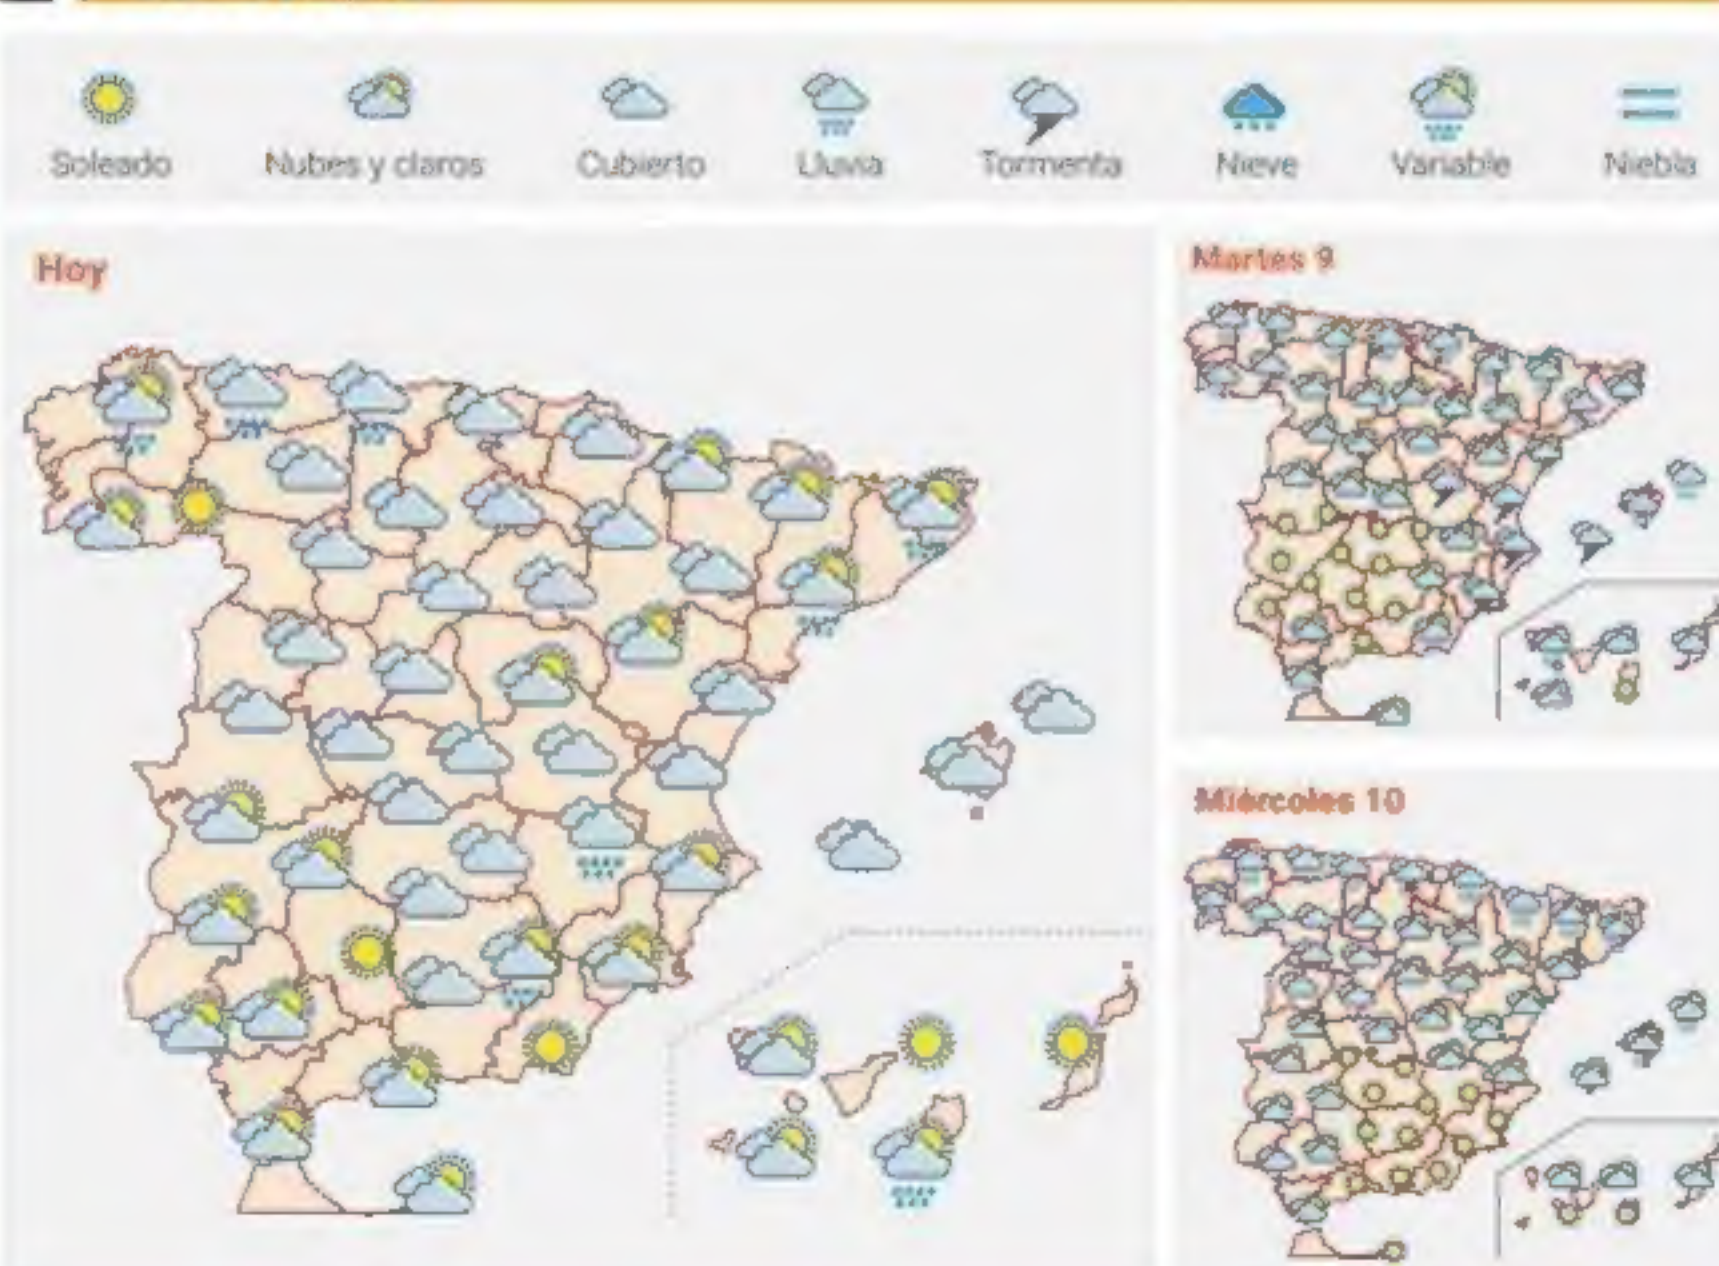 Soleado
Nubes y claros
Cubierto
Lluvia
Tormenta
Nieve
Variable
Niebla
Hoy
Martes 9
Miércoles 10